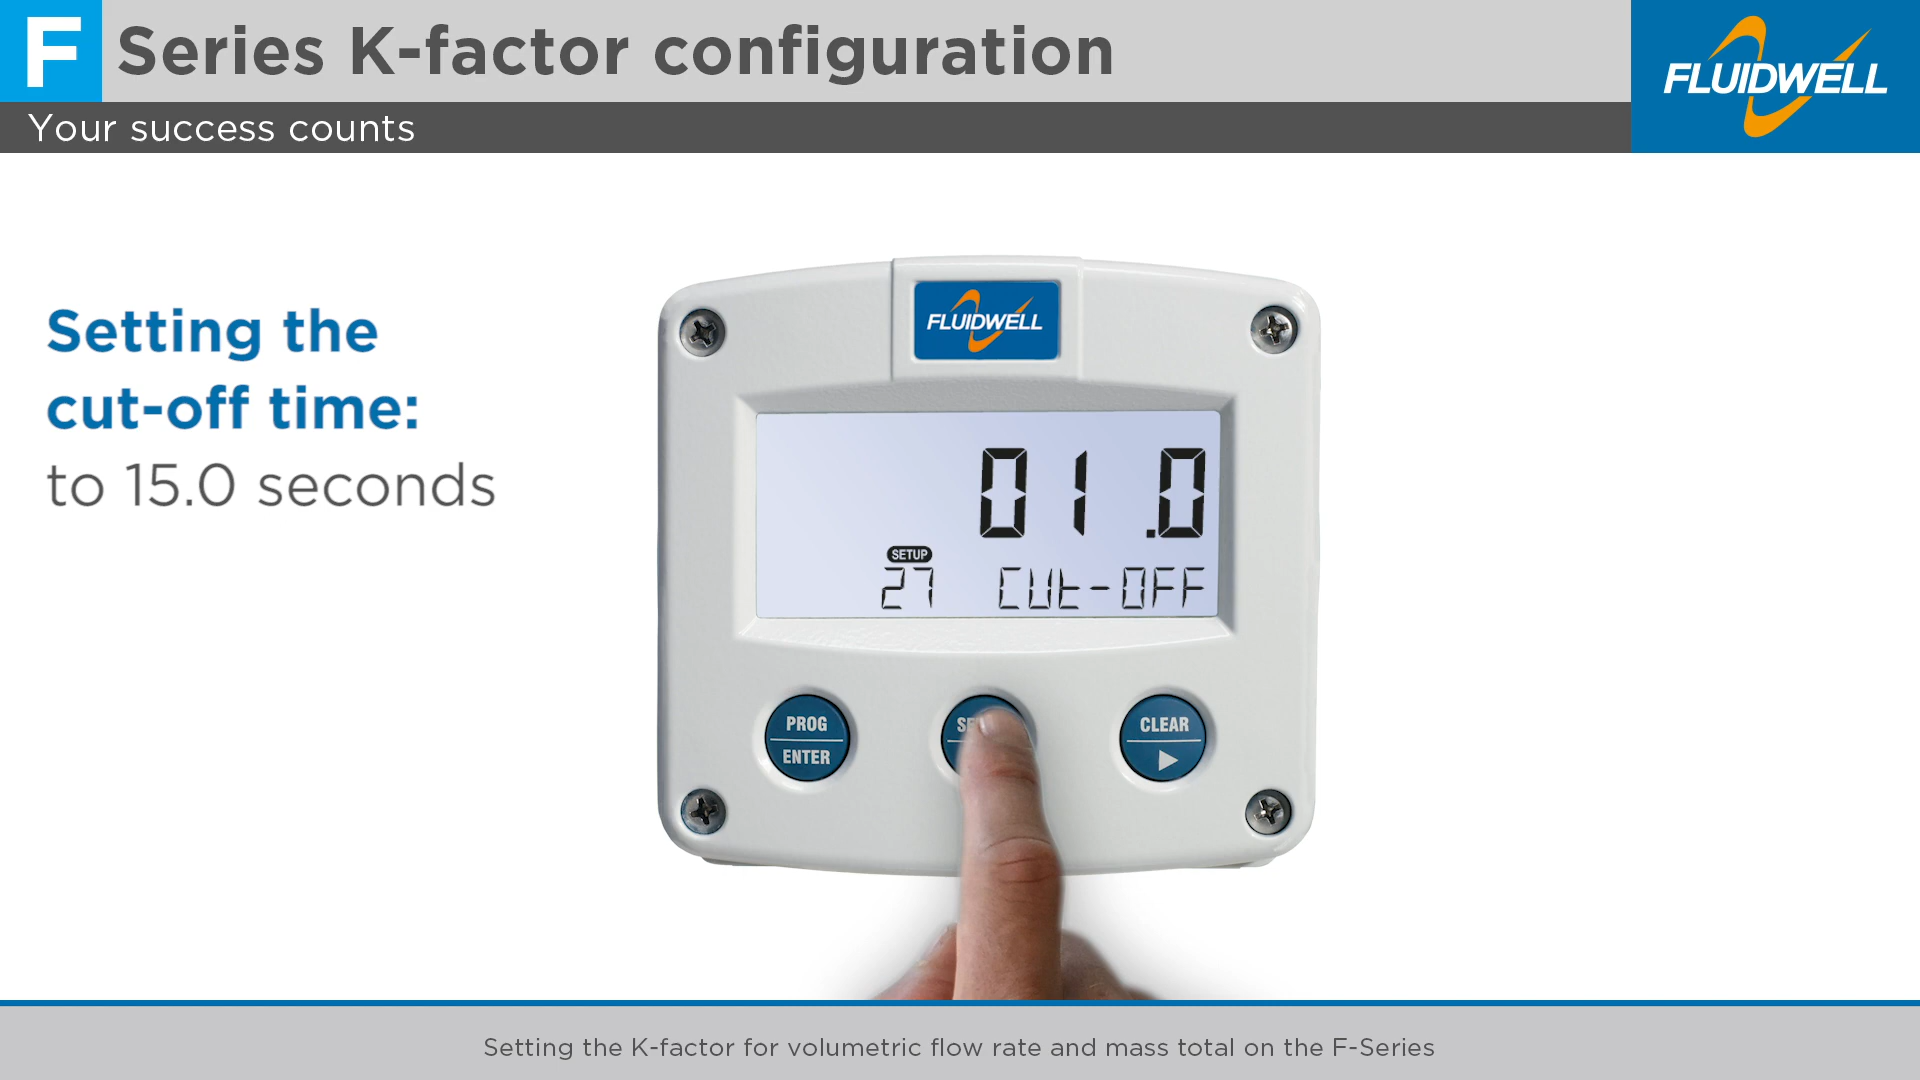 F Series K-factor configuration
FLUIDWELL
Your success counts
Setting the
cut-off time:
to 15.0 seconds
FLUIDWELL
01.0
SETUP
27 CUt-OFF
PROG
ENTER
CLEAR
Setting the K-factor for volumetric flow rate and mass total on the F-Series